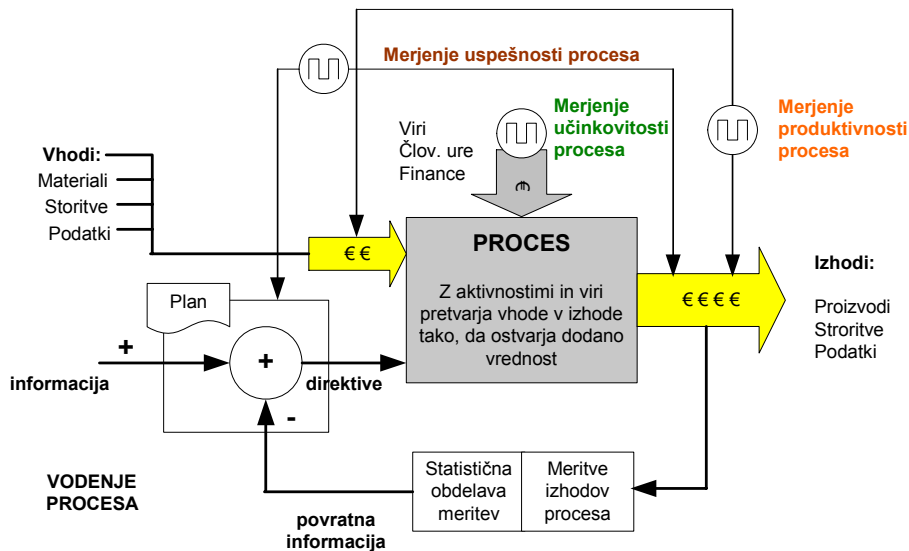 Merjenje uspešnosti procesa
Merjenje
učinkovitosti
procesa
Merjenje
produktivnosti
procesa
Viri
Člov. ure
Finance
€
Vhodi:
Materiali
Storitve
Podatki
€ €
PROCES
Z aktivnostimi in viri
pretvarja vhode v izhode
tako, da ostvarja dodano
vrednost
€ € € €
Izhodi:
Proizvodi
Stroritve
Podatki
Plan
+
+
informacija
direktive
-
VODENJE
PROCESA
povratna
informacija
Statistična
obdelava
meritev
Meritve
izhodov
procesa